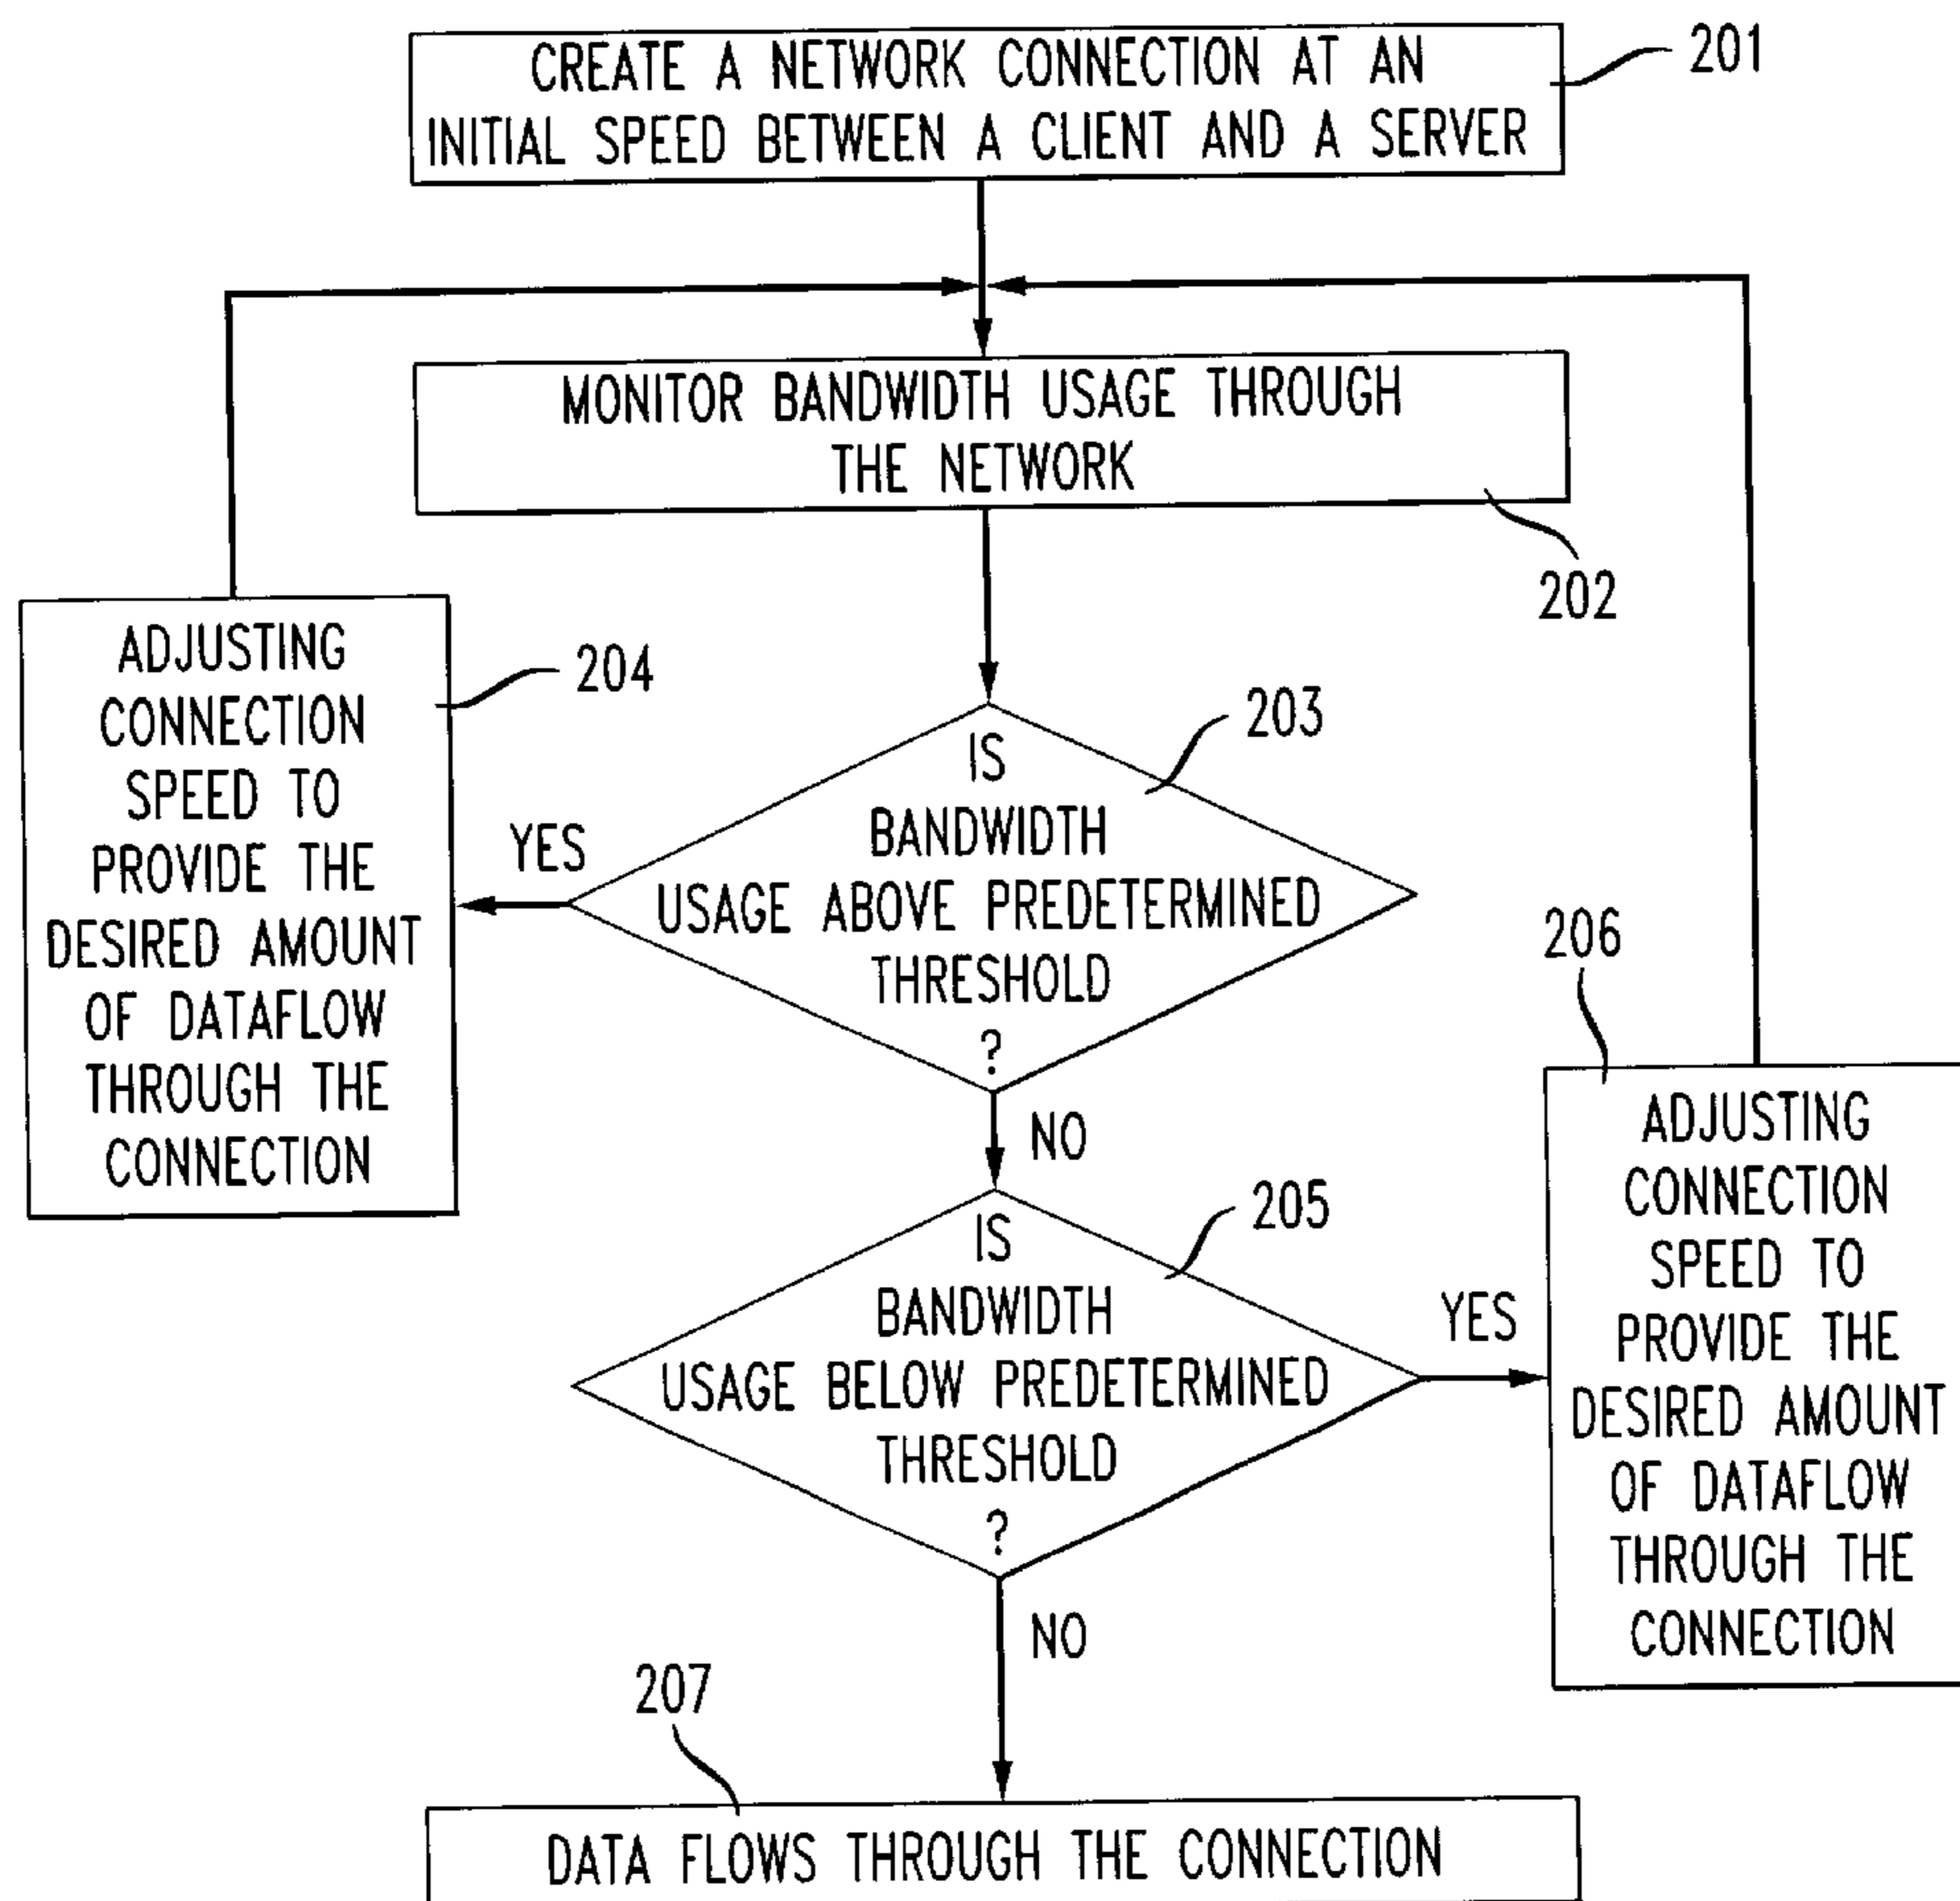 CREATE A NETWORK CONNECTION AT AN
INITIAL SPEED BETWEEN A CLIENT AND A SERVER
201
MONITOR BANDWIDTH USAGE THROUGH
THE NETWORK
202
ADJUSTING
CONNECTION
SPEED TO
PROVIDE THE
DESIRED AMOUNT
OF DATAFLOW
THROUGH THE
CONNECTION
204
203
IS
BANDWIDTH
USAGE ABOVE PREDETERMINED
THRESHOLD
?
YES
NO
205
IS
BANDWIDTH
USAGE BELOW PREDETERMINED
THRESHOLD
?
YES
NO
206
ADJUSTING
CONNECTION
SPEED TO
PROVIDE THE
DESIRED AMOUNT
OF DATAFLOW
THROUGH THE
CONNECTION
207
DATA FLOWS THROUGH THE CONNECTION